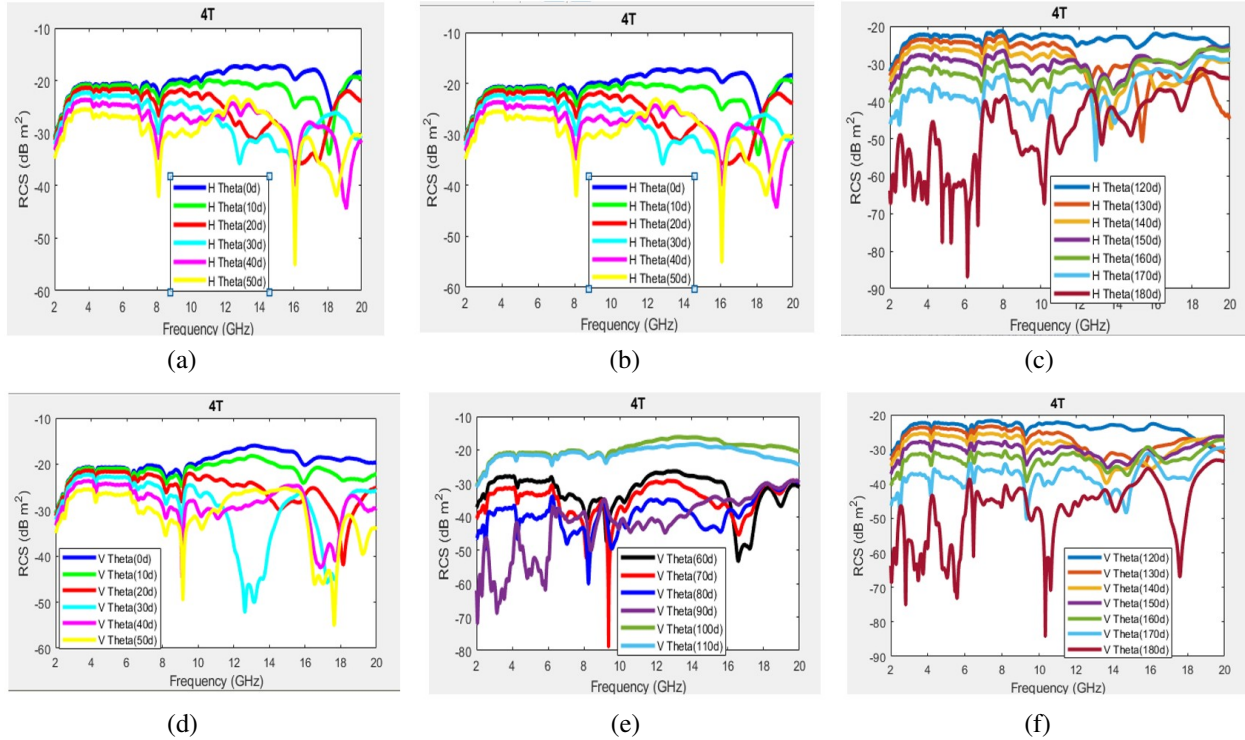 4T
-10
-20
-30
-40
-50
-60
RCS (dB m²)
H Theta(0d)
H Theta(10d)
H Theta(20d)
H Theta(30d)
H Theta(40d)
H Theta(50d)
2 4 6 8 10 12 14 16 18 20
Frequency (GHz)
(a)
4T
-10
-20
-30
-40
-50
-60
RCS (dB m²)
H Theta(0d)
H Theta(10d)
H Theta(20d)
H Theta(30d)
H Theta(40d)
H Theta(50d)
2 4 6 8 10 12 14 16 18 20
Frequency (GHz)
(b)
4T
-20
-30
-40
-50
-60
-70
-80
-90
RCS (dB m²)
H Theta(120d)
H Theta(130d)
H Theta(140d)
H Theta(150d)
H Theta(160d)
H Theta(170d)
H Theta(180d)
2 4 6 8 10 12 14 16 18 20
Frequency (GHz)
(c)
4T
-10
-20
-30
-40
-50
-60
RCS (dB m²)
V Theta(0d)
V Theta(10d)
V Theta(20d)
V Theta(30d)
V Theta(40d)
V Theta(50d)
2 4 6 8 10 12 14 16 18 20
Frequency (GHz)
(d)
4T
-10
-20
-30
-40
-50
-60
-70
-80
RCS (dB m²)
V Theta(60d)
V Theta(70d)
V Theta(80d)
V Theta(90d)
V Theta(100d)
V Theta(110d)
2 4 6 8 10 12 14 16 18 20
Frequency (GHz)
(e)
4T
-20
-30
-40
-50
-60
-70
-80
-90
RCS (dB m²)
V Theta(120d)
V Theta(130d)
V Theta(140d)
V Theta(150d)
V Theta(160d)
V Theta(170d)
V Theta(180d)
2 4 6 8 10 12 14 16 18 20
Frequency (GHz)
(f)